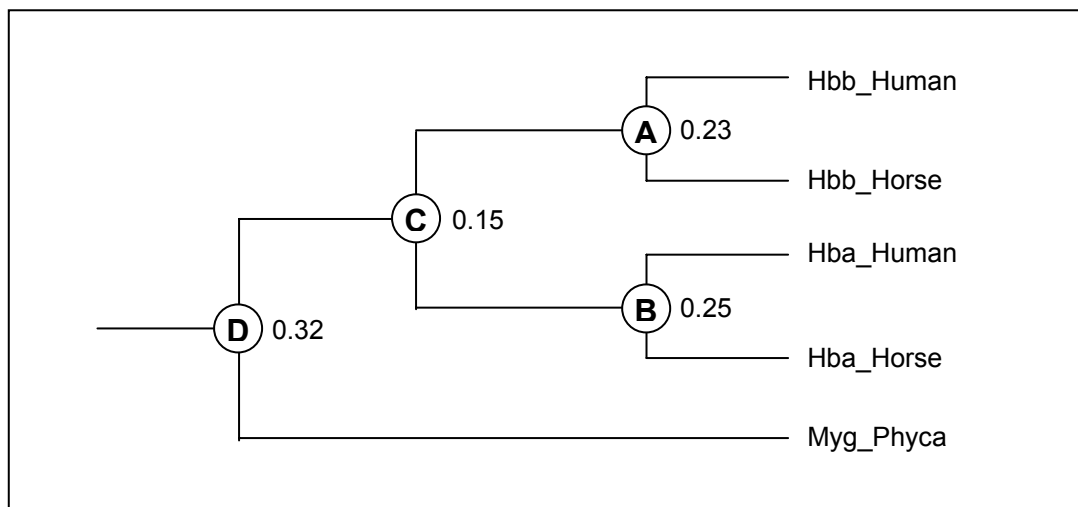 Hbb_Human
A 0.23
Hbb_Horse
C 0.15
Hba_Human
B 0.25
D 0.32
Hba_Horse
Myg_Phyca